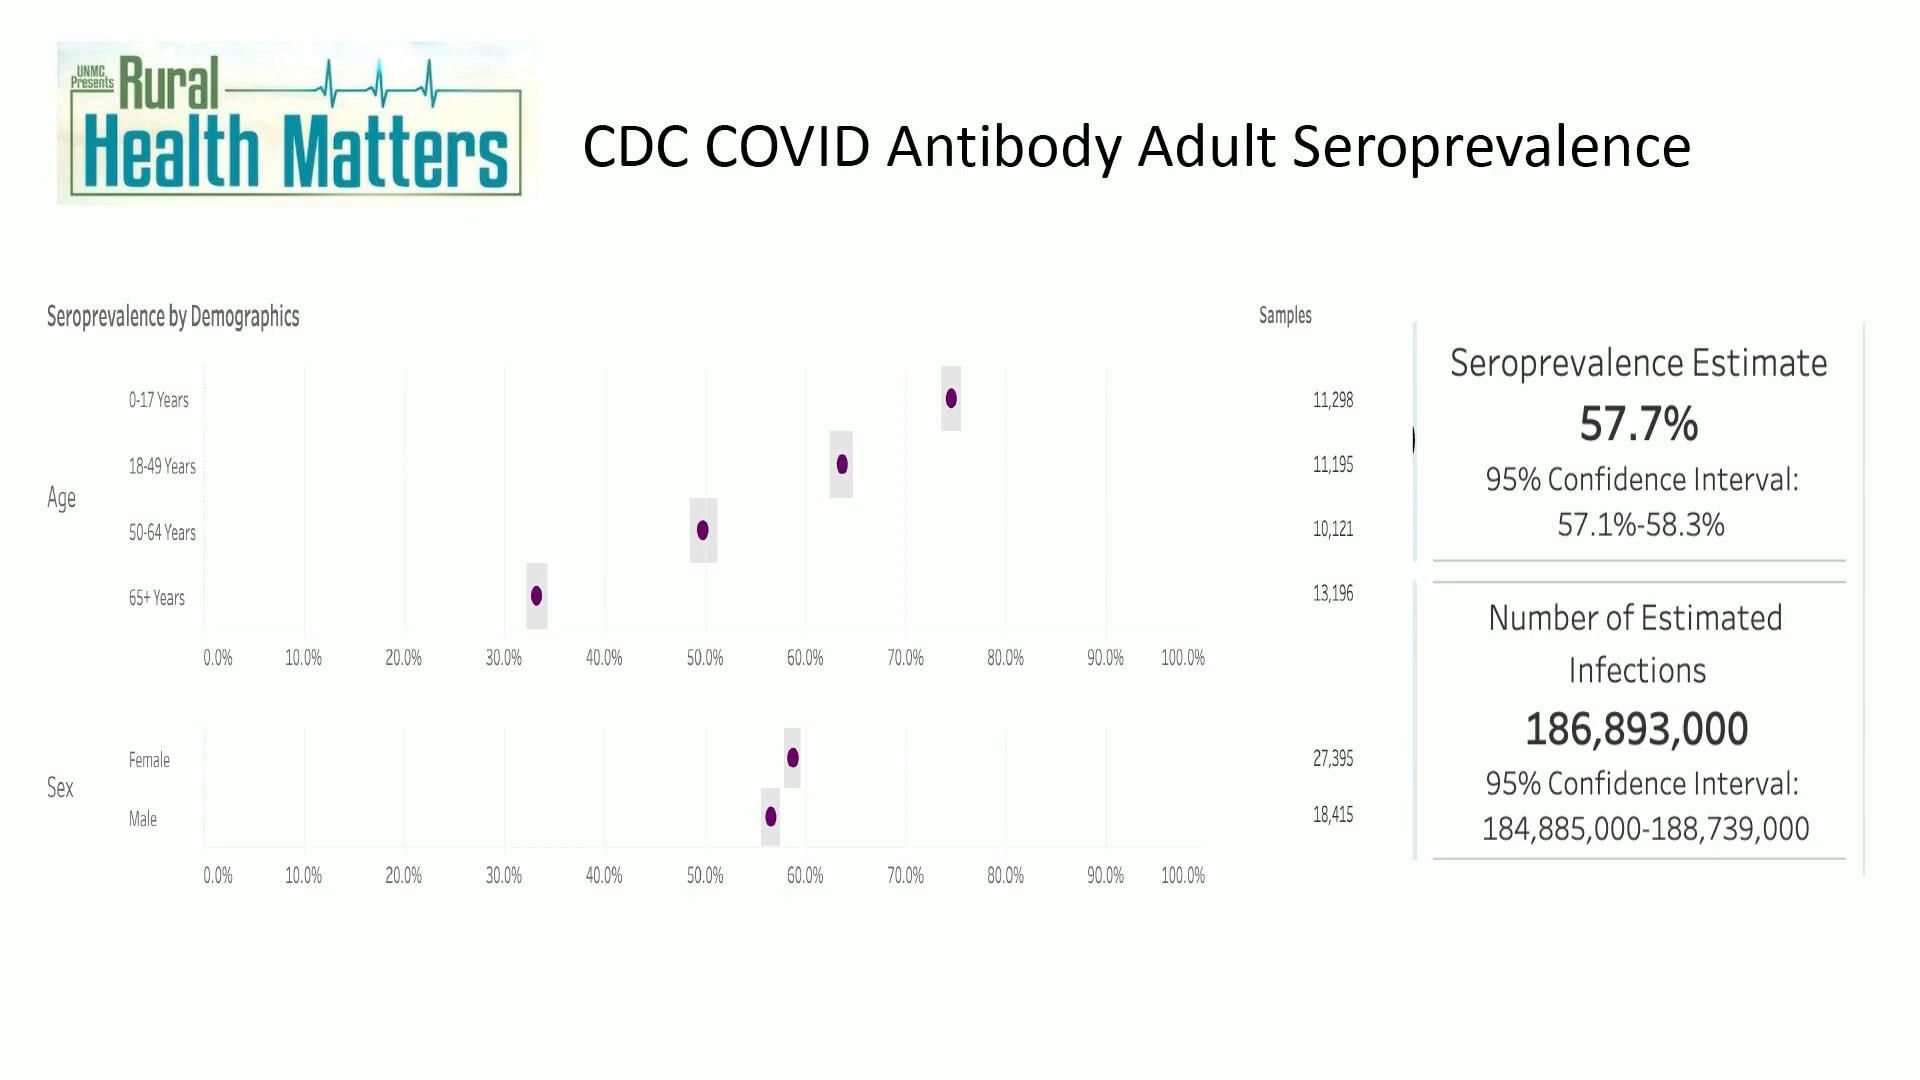 UNMC
Presents
Rural
Health Matters
CDC COVID Antibody Adult Seroprevalence
Seroprevalence by Demographics
Samples
Age
0-17 Years
11,298
18-49 Years
11,195
50-64 Years
10,121
65+ Years
13,196
0.0% 10.0% 20.0% 30.0% 40.0% 50.0% 60.0% 70.0% 80.0% 90.0% 100.0%
Sex
Female
27,395
Male
18,415
0.0% 10.0% 20.0% 30.0% 40.0% 50.0% 60.0% 70.0% 80.0% 90.0% 100.0%
Seroprevalence Estimate
57.7%
95% Confidence Interval:
57.1%-58.3%
Number of Estimated
Infections
186,893,000
95% Confidence Interval:
184,885,000-188,739,000